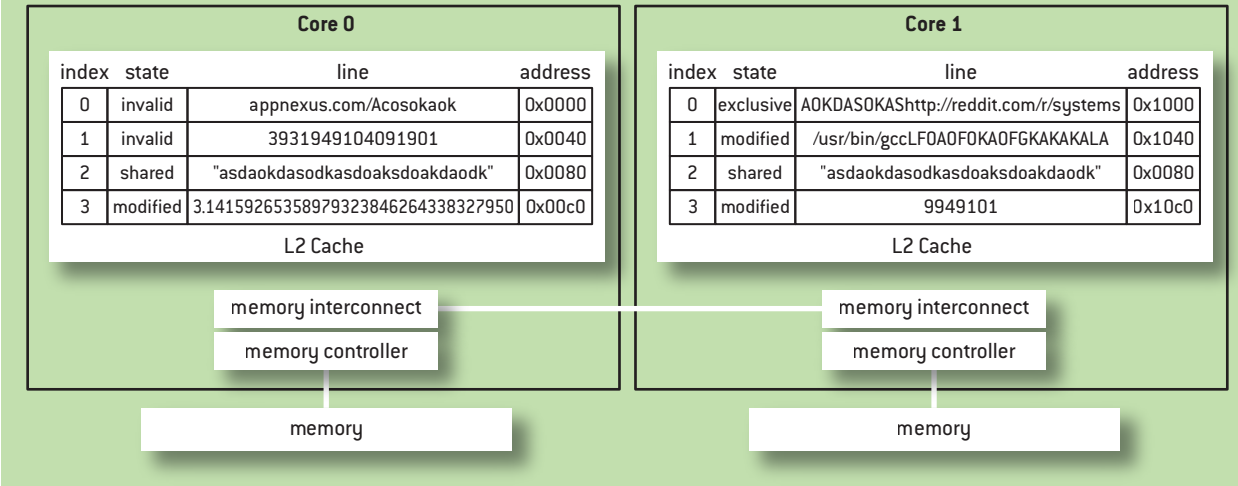 Core 0
index state line address
0 invalid appnexus.com/Acosokaok 0x0000
1 invalid 3931949104091901 0x0040
2 shared "asdaokdasodkasdoaksdoakdaodk" 0x0080
3 modified 3.14159265358979323846264338327950 0x00c0
L2 Cache
memory interconnect
memory controller
memory
Core 1
index state line address
0 exclusive AOKDASOKAShttp://reddit.com/r/systems 0x1000
1 modified /usr/bin/gccLFOAOFOKAOFGKAKAKALA 0x1040
2 shared "asdaokdasodkasdoaksdoakdaodk" 0x0080
3 modified 9949101 0x10c0
L2 Cache
memory interconnect
memory controller
memory